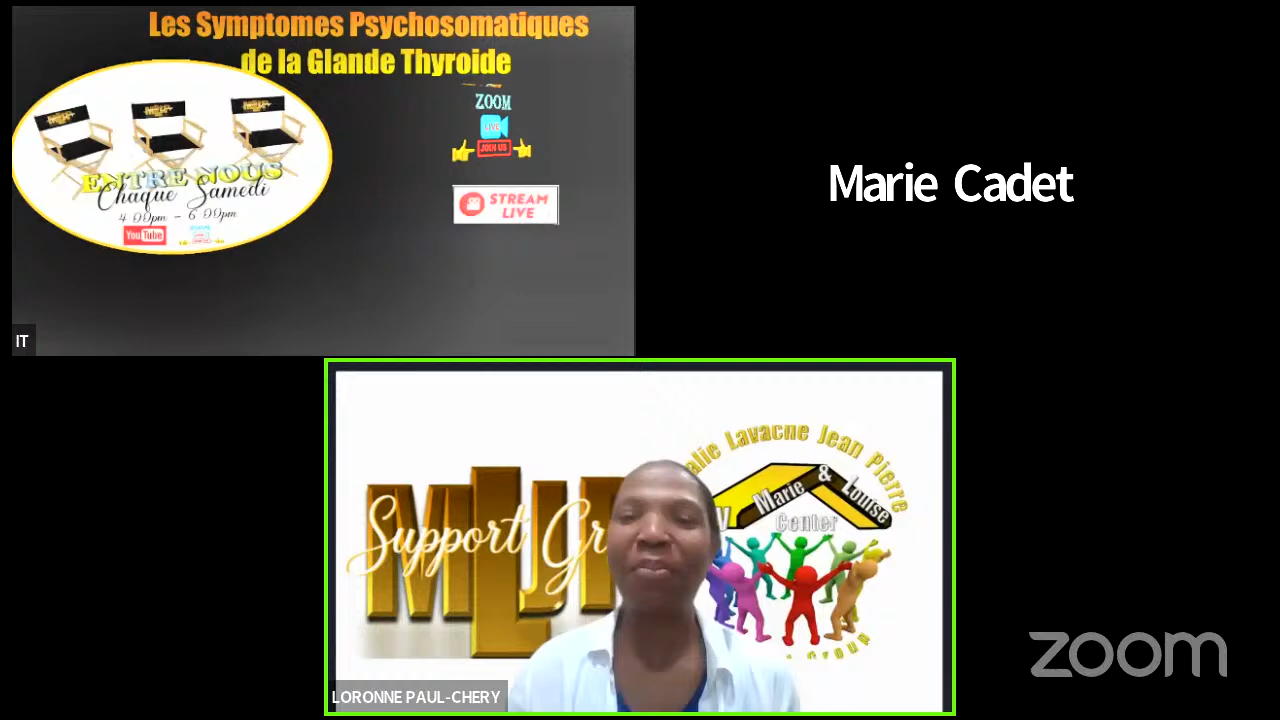 Les Symptomes Psychosomatiques
de la Glande Thyroide
ZOOM
LIVE
JOIN US
STREAM
LIVE
ENTRE NOUS
Chaque Samedi
4 00pm - 6 00pm
YouTube
IT
Marie Cadet
MLJP
Support Gr
alie Lavacne Jean Pierre
Marie & Louise
Center
Group
LORONNE PAUL-CHERY
zoom